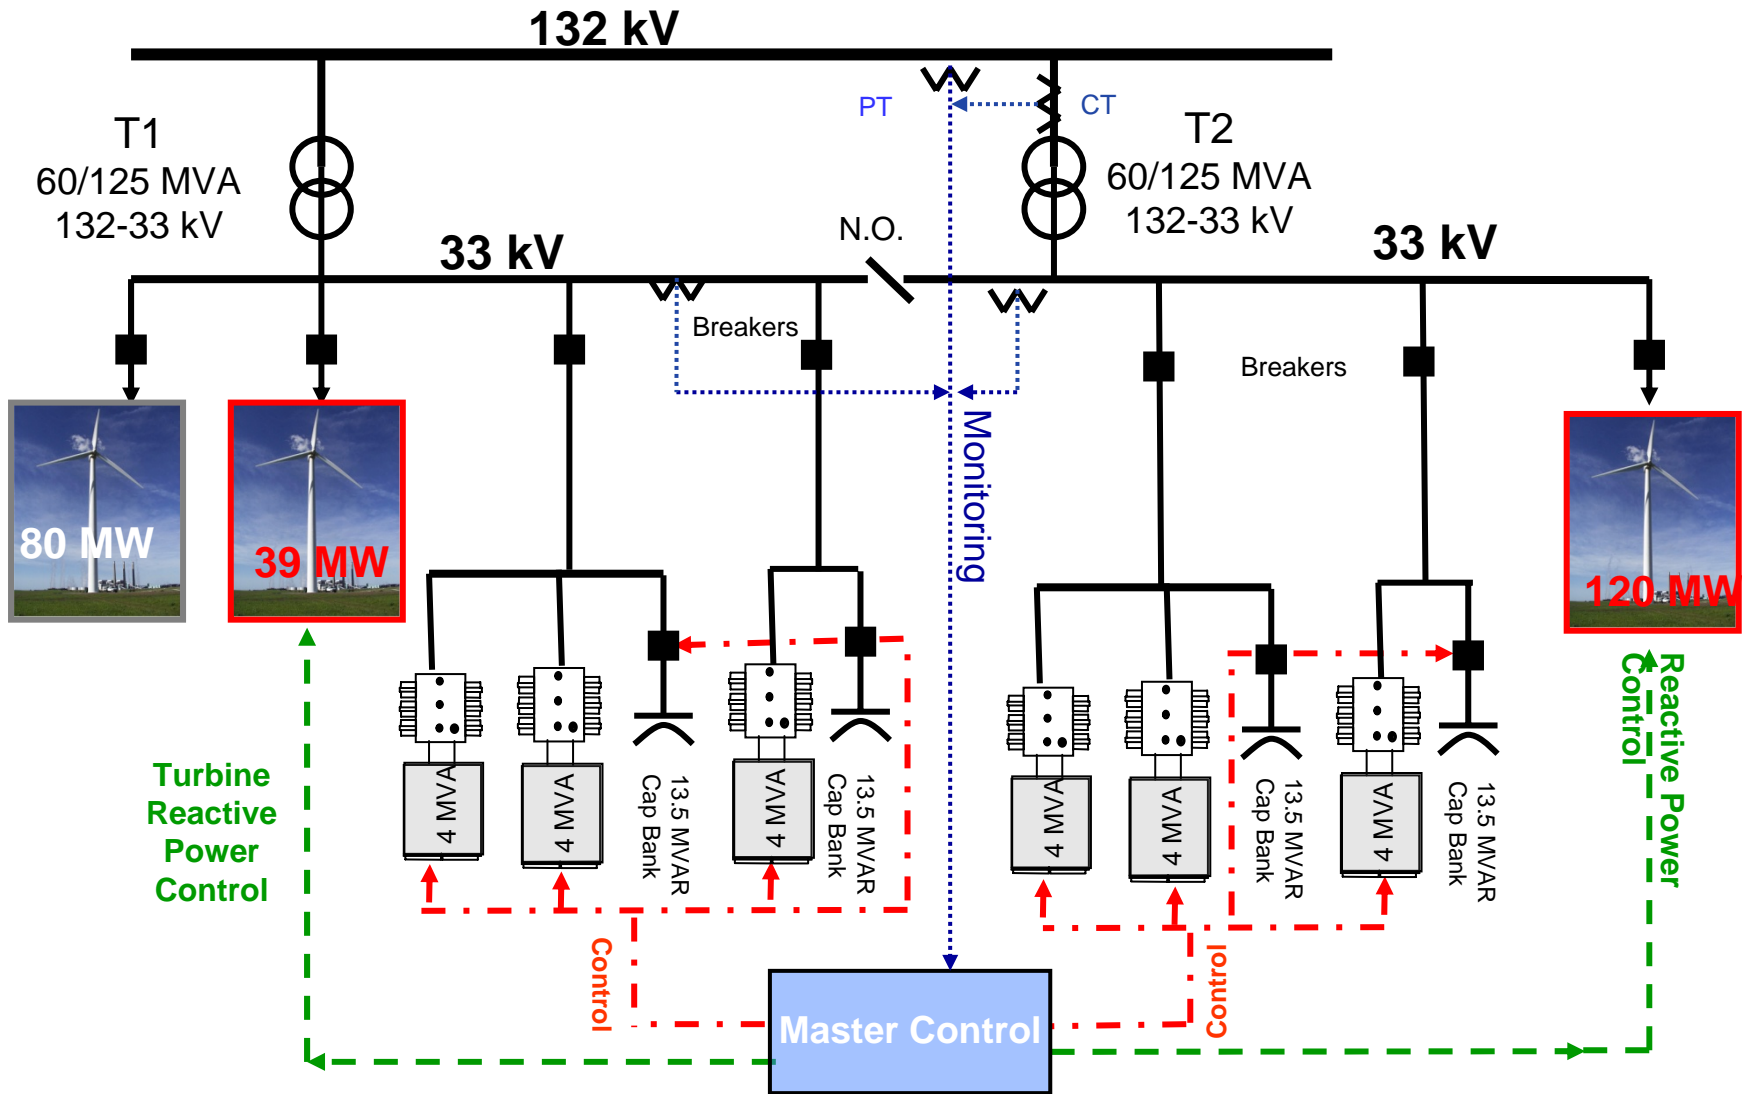 132 kV
PT
CT
T1
60/125 MVA
132-33 kV
T2
60/125 MVA
132-33 kV
33 kV
N.O.
33 kV
Breakers
Breakers
Monitoring
80 MW
39 MW
120 MW
4 MVA
4 MVA
13.5 MVAR
Cap Bank
4 MVA
13.5 MVAR
Cap Bank
4 MVA
4 MVA
13.5 MVAR
Cap Bank
4 MVA
13.5 MVAR
Cap Bank
Turbine
Reactive
Power
Control
Reactive Power
Control
Control
Control
Master Control